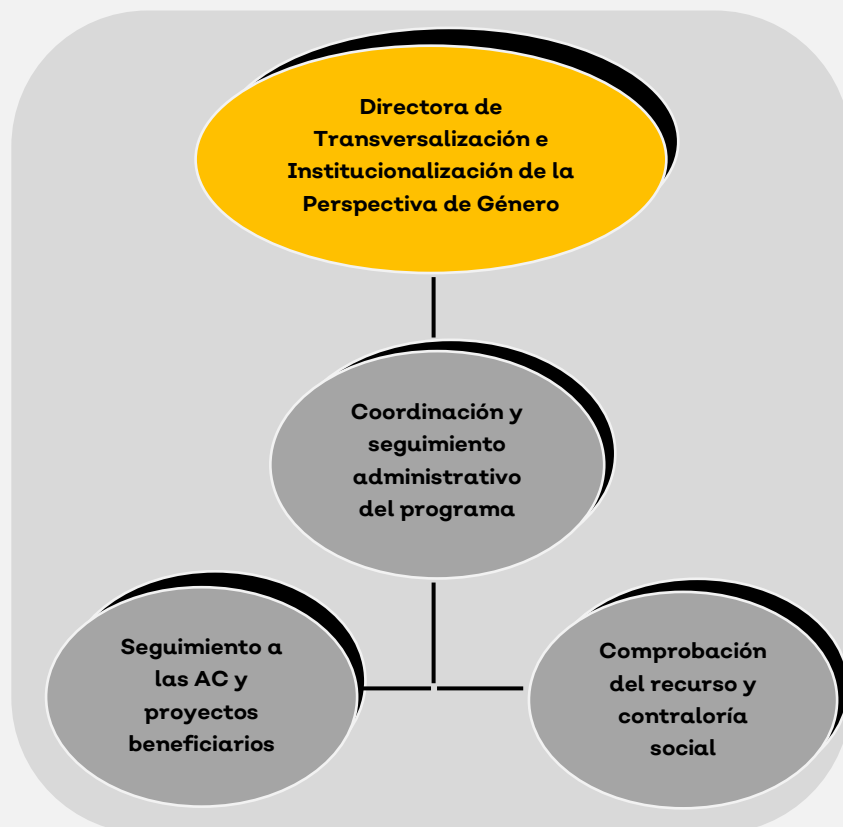 Directora de
Transversalización e
Institucionalización de la
Perspectiva de Género
Coordinación y
seguimiento
administrativo
del programa
Seguimiento a
las AC y
proyectos
beneficiarios
Comprobación
del recurso y
contraloría
social